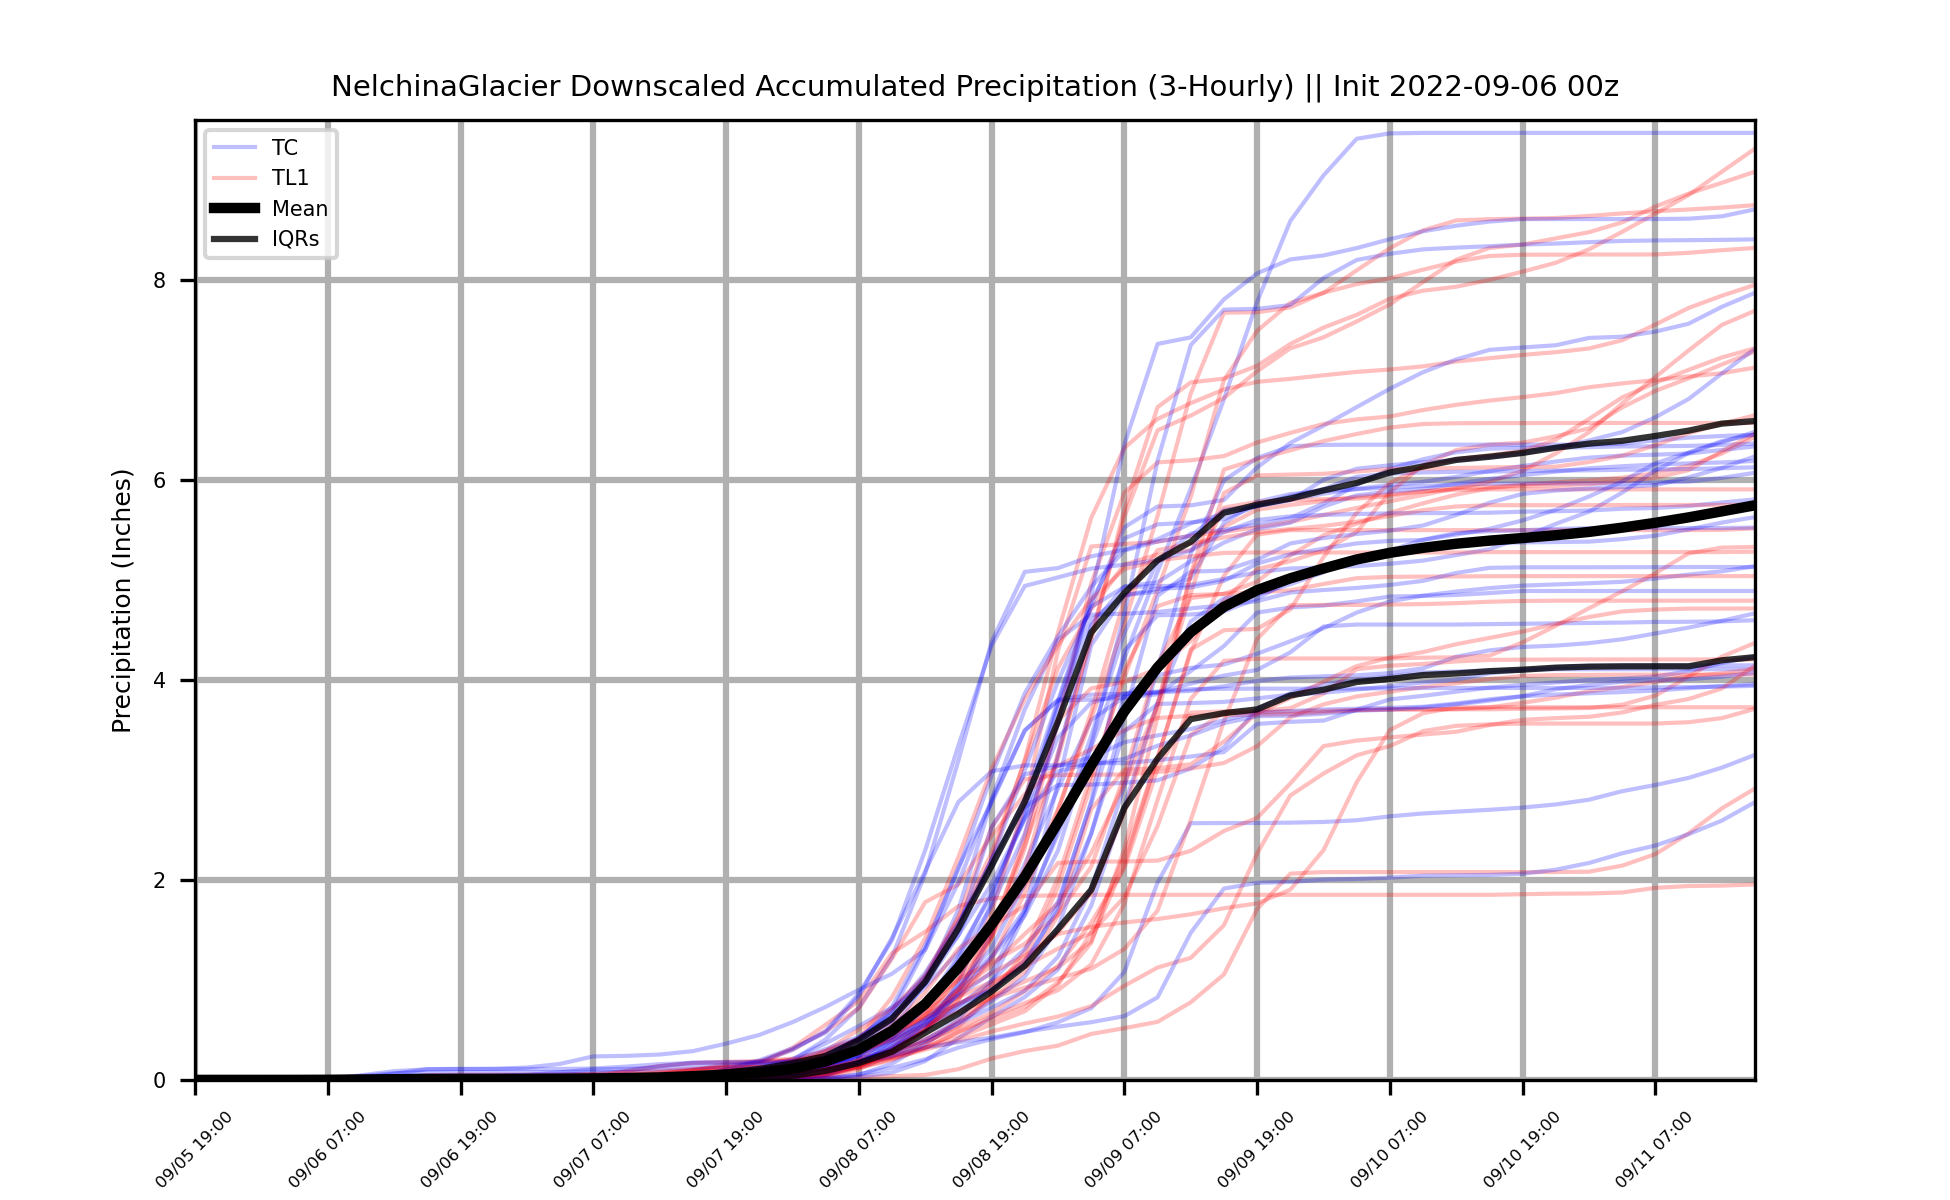 NelchinaGlacier Downscaled Accumulated Precipitation (3-Hourly) || Init 2022-09-06 00z
TC
TL1
Mean
IQRs
Precipitation (Inches)
8
6
4
2
0
09/05 19:00
09/06 07:00
09/06 19:00
09/07 07:00
09/07 19:00
09/08 07:00
09/08 19:00
09/09 07:00
09/09 19:00
09/10 07:00
09/10 19:00
09/11 07:00